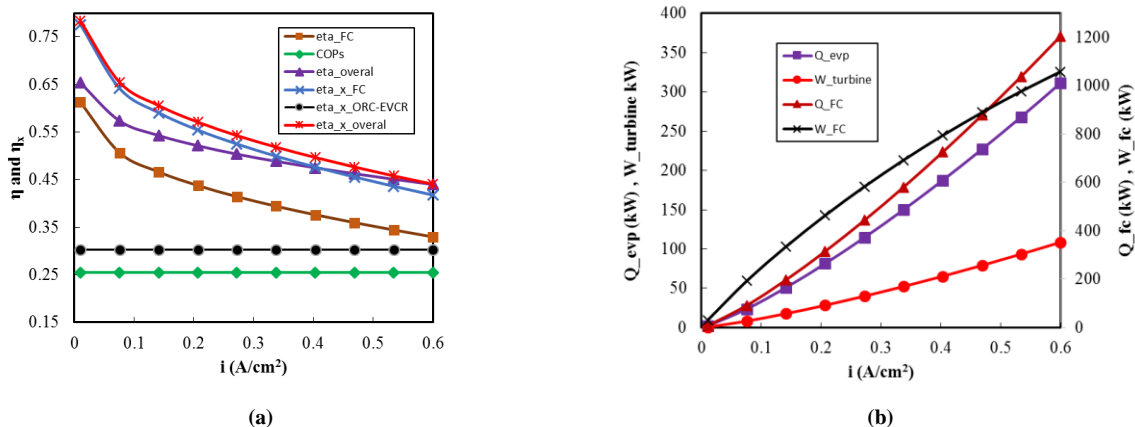 0.75
0.65
0.55
0.45
0.35
0.25
0.15
η and ηx
0
0.1
0.2
0.3
0.4
0.5
0.6
i (A/cm²)
eta_FC
COPs
eta_overal
eta_x_FC
eta_x_ORC-EVCR
eta_x_overal
(a)
400
350
300
250
200
150
100
50
0
Q_evp (kW) , W_turbine kW)
Q_evp
W_turbine
Q_FC
W_FC
1200
1000
800
600
400
200
0
Q_fc (kW) , W_fc (kW)
0
0.1
0.2
0.3
0.4
0.5
0.6
i (A/cm²)
(b)